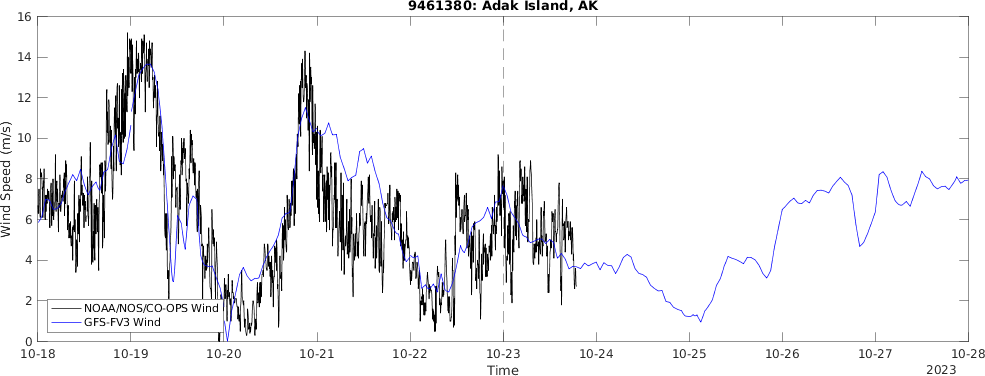 9461380: Adak Island, AK
16
14
12
10
8
6
4
2
0
Wind Speed (m/s)
NOAA/NOS/CO-OPS Wind
GFS-FV3 Wind
10-18 10-19 10-20 10-21 10-22 10-23 10-24 10-25 10-26 10-27 10-28
Time
2023